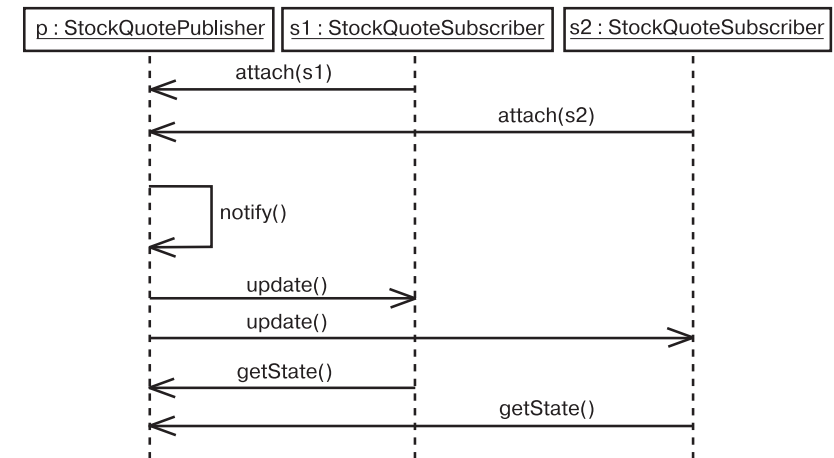 p : StockQuotePublisher
s1 : StockQuoteSubscriber
s2 : StockQuoteSubscriber
attach(s1)
attach(s2)
notify()
update()
update()
getState()
getState()